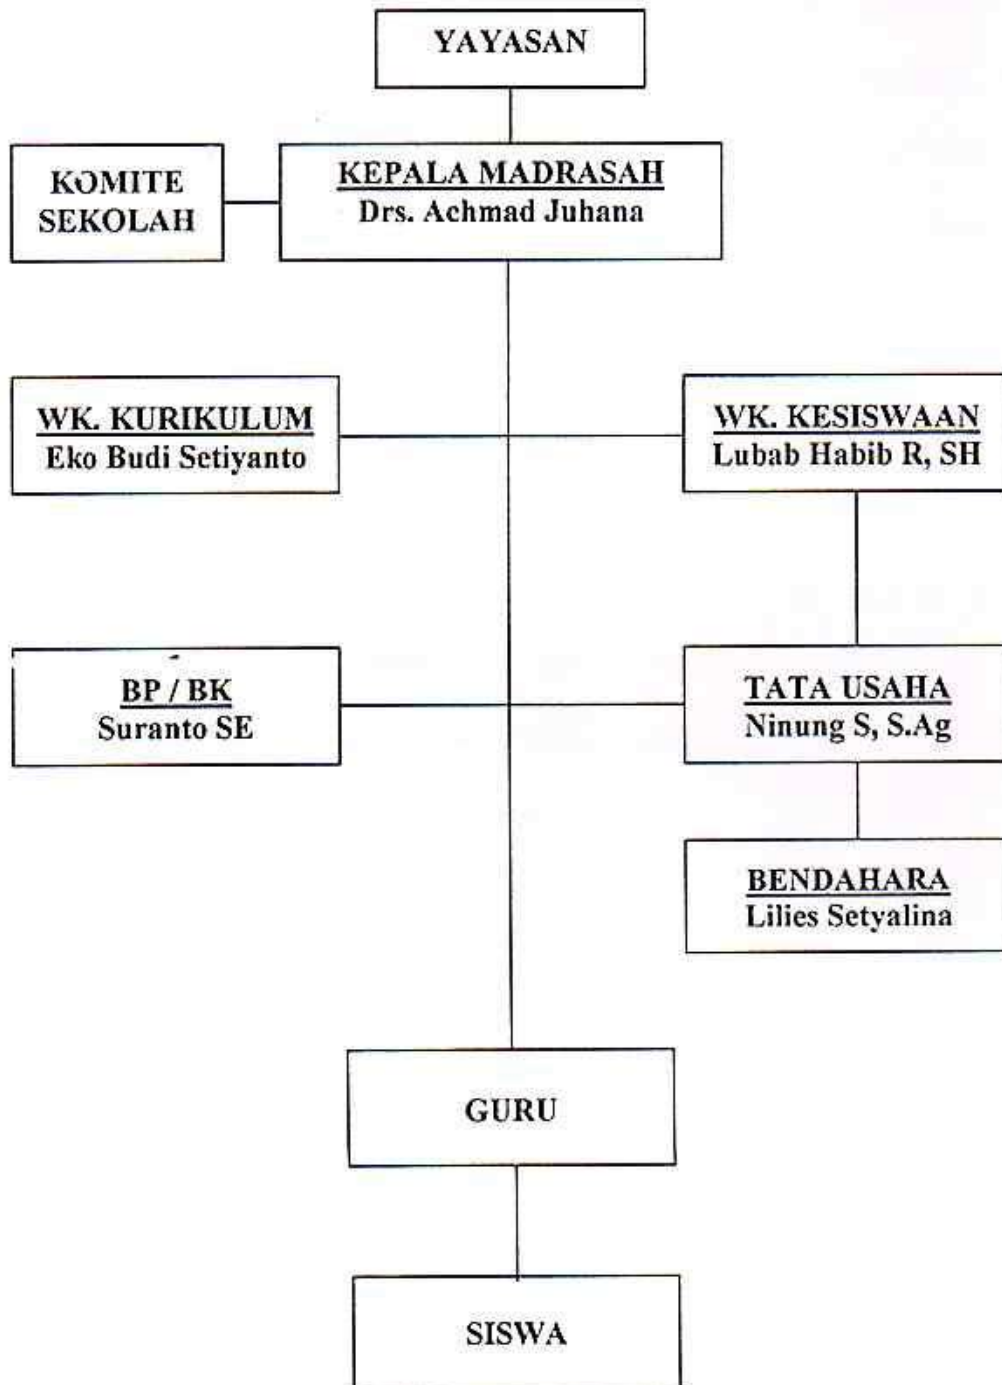 YAYASAN
KOMITE
SEKOLAH
KEPALA MADRASAH
Drs. Achmad Juhana
WK. KURIKULUM
Eko Budi Setiyanto
WK. KESISWAAN
Lubab Habib R, SH
BP / BK
Suranto SE
TATA USAHA
Ninung S, S.Ag
BENDAHARA
Lilies Setyalina
GURU
SISWA